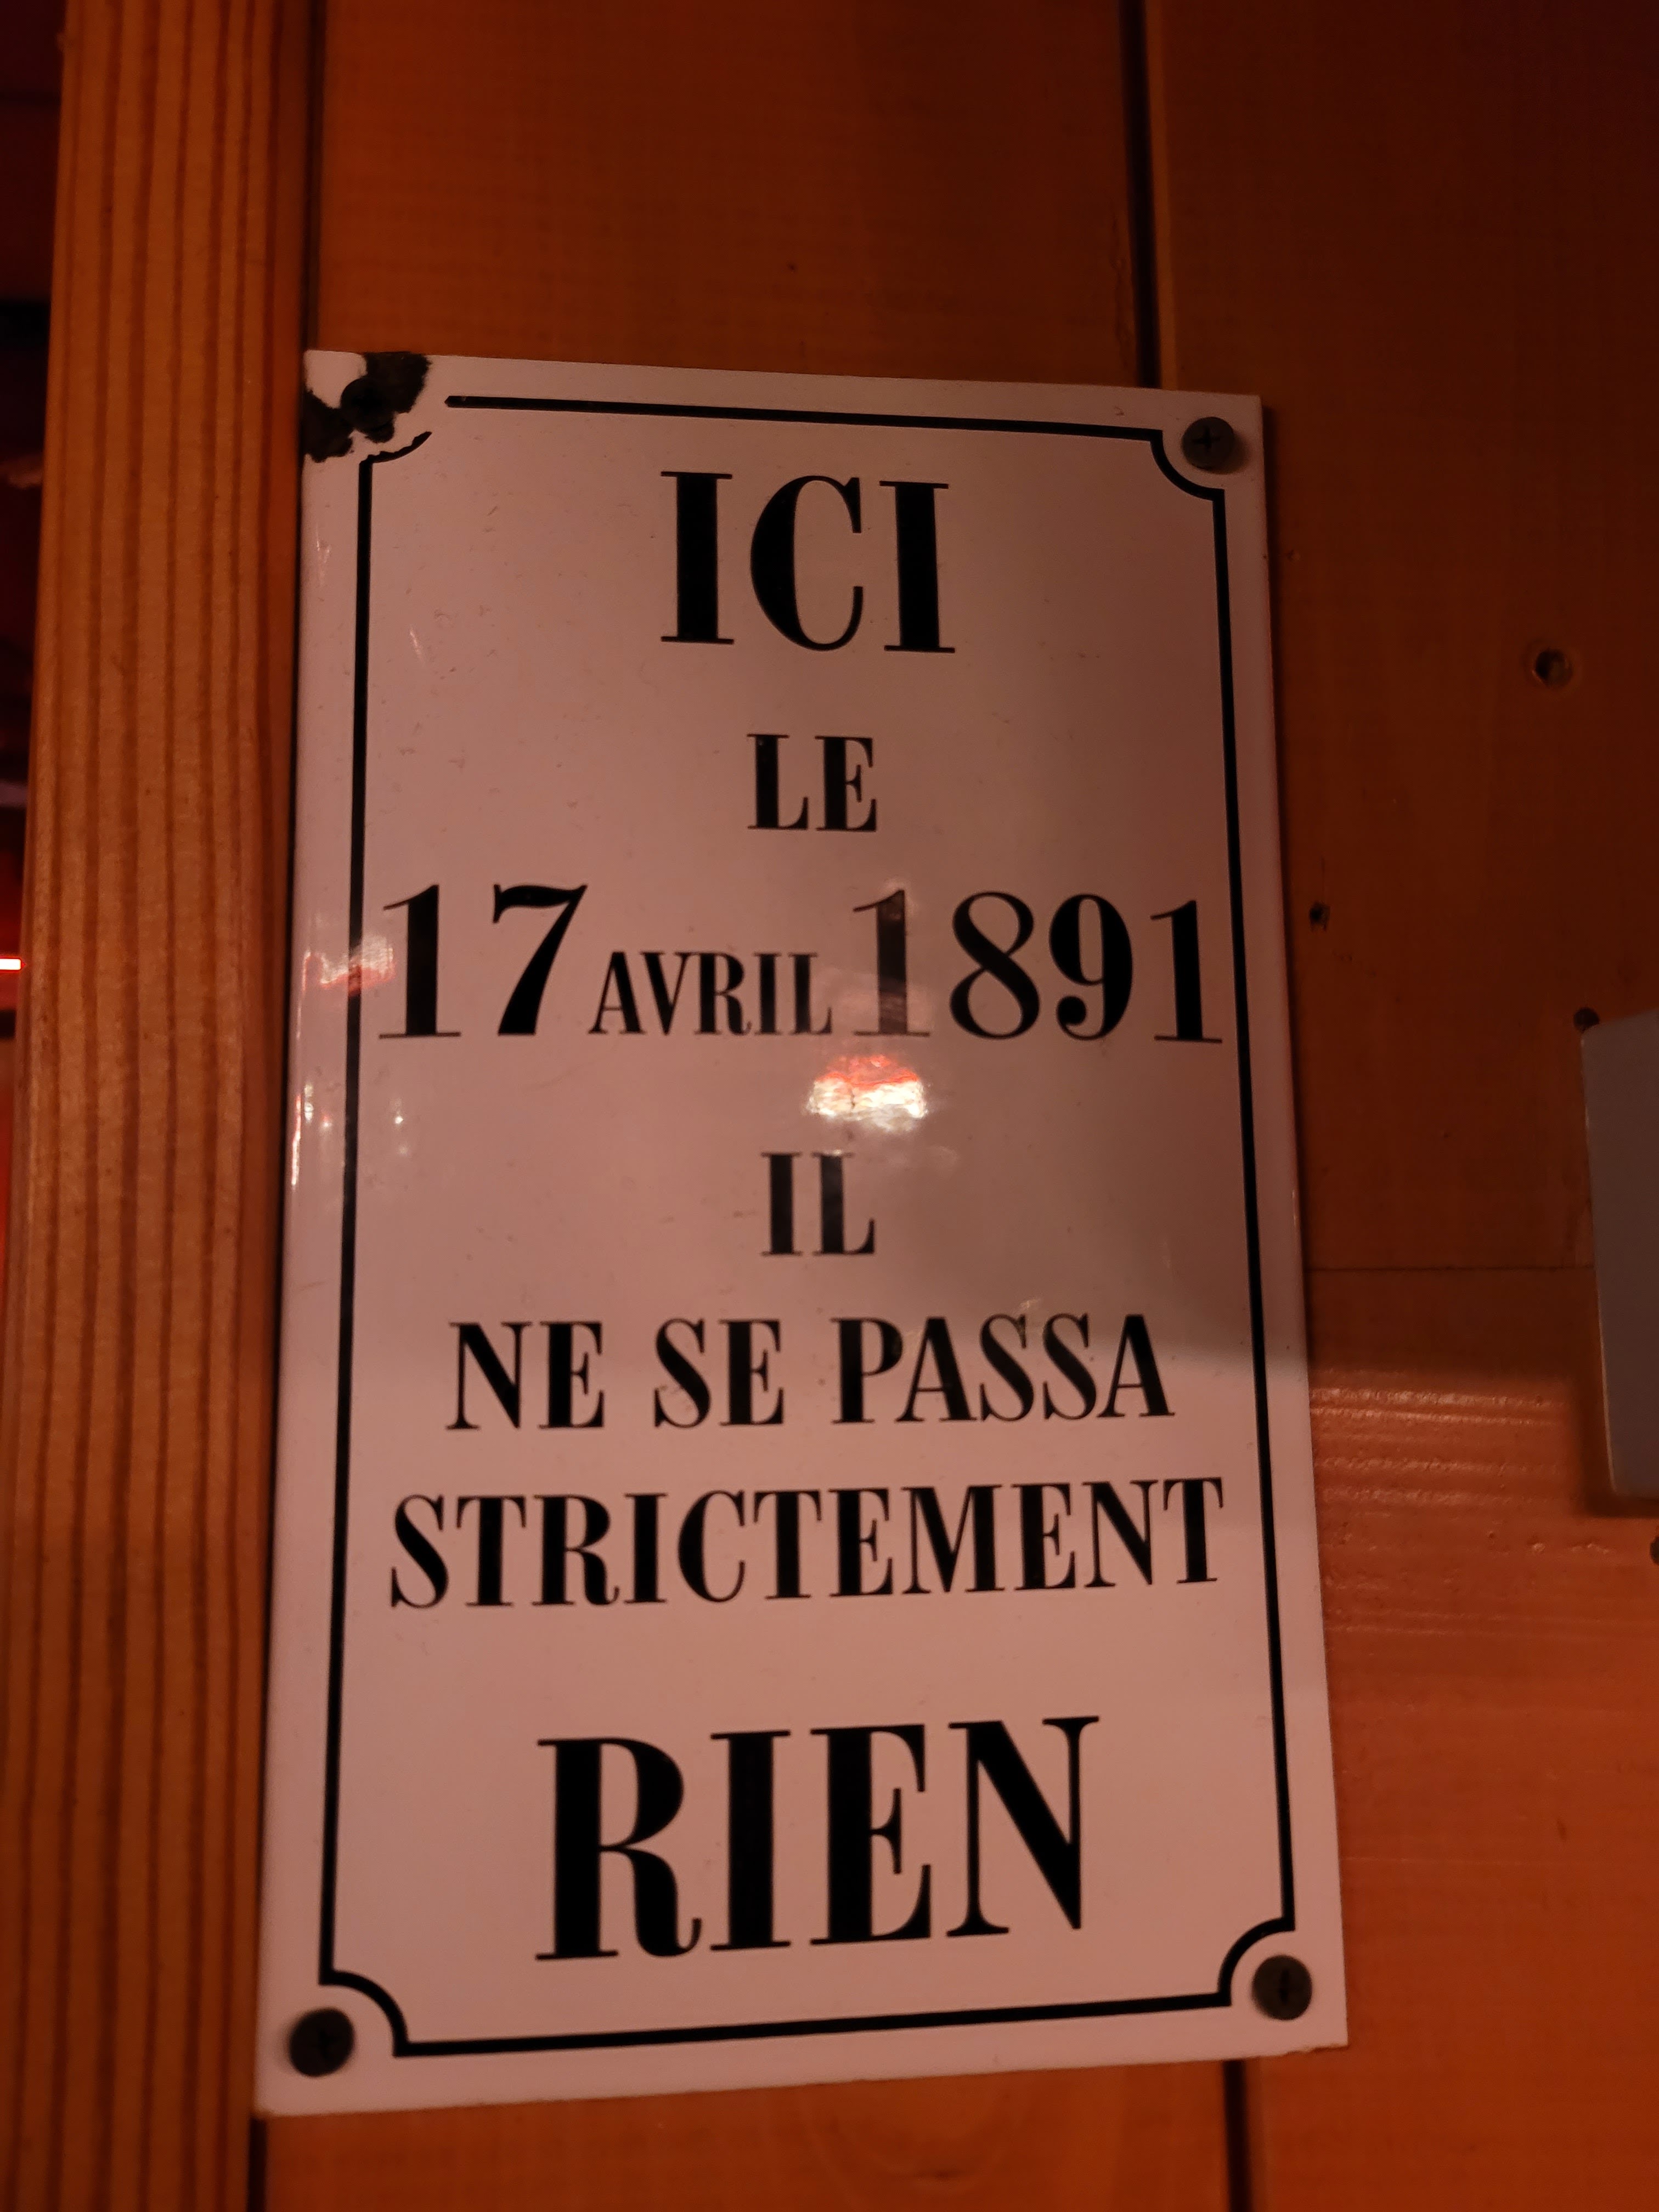 ICI
LE
17 AVRIL 1891
IL
NE SE PASSA
STRICTEMENT
RIEN